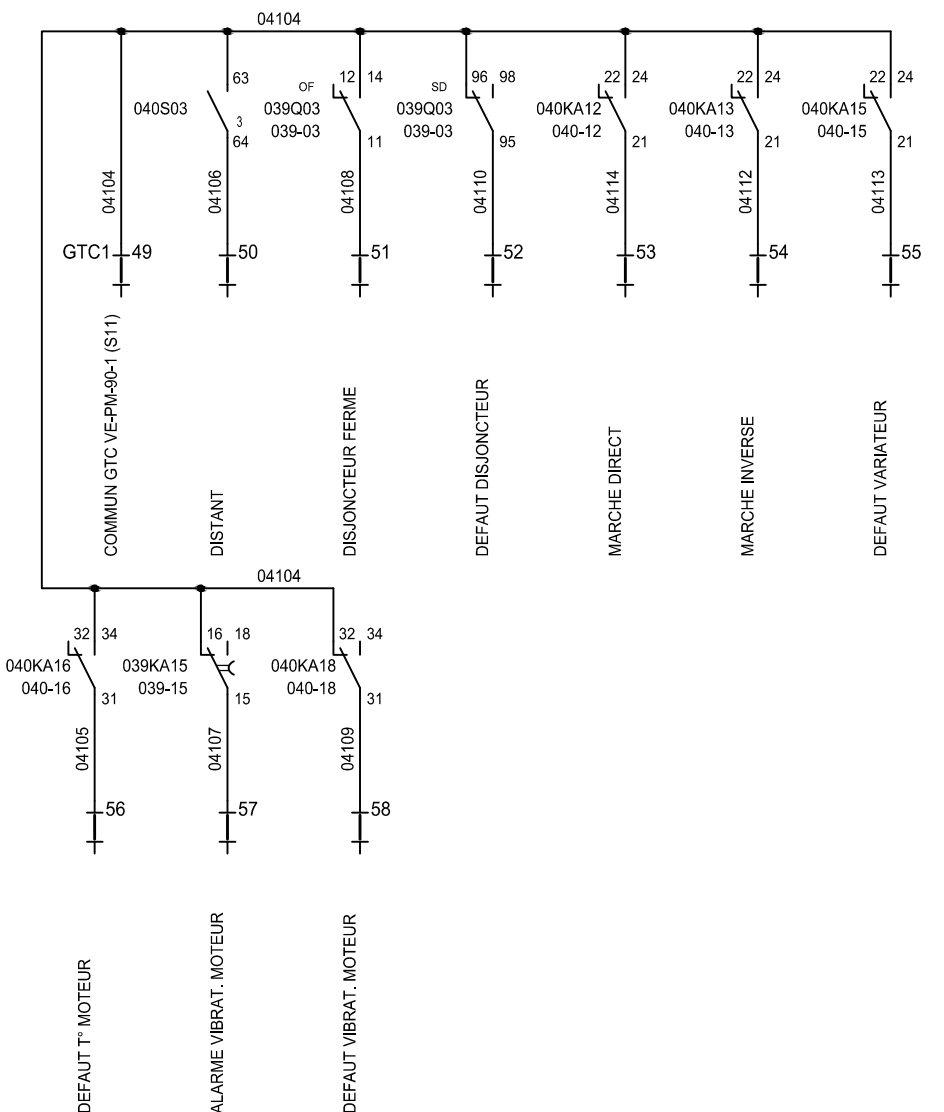 04104
63
12 14
96 98
22 24
22 24
22 24
OF
SD
040S03
039Q03
039Q03
040KA12
040KA13
040KA15
3
039-03
039-03
040-12
040-13
040-15
64
11
95
21
21
21
04104
04106
04108
04110
04114
04112
04113
GTC1
49
50
51
52
53
54
55
COMMUN GTC VE-PM-90-1 (S11)
DISTANT
DISJONCTEUR FERME
DEFAUT DISJONCTEUR
MARCHE DIRECT
MARCHE INVERSE
DEFAUT VARIATEUR
04104
32 34
16 18
32 34
040KA16
039KA15
040KA18
040-16
039-15
040-18
31
15
31
04105
04107
04109
56
57
58
DEFAUT T° MOTEUR
ALARME VIBRAT. MOTEUR
DEFAUT VIBRAT. MOTEUR